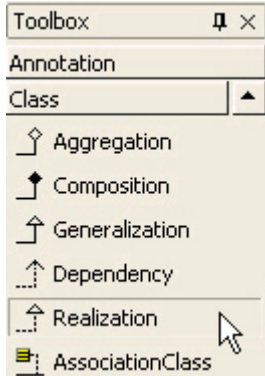 Toolbox
Annotation
Class
Aggregation
Composition
Generalization
Dependency
Realization
AssociationClass